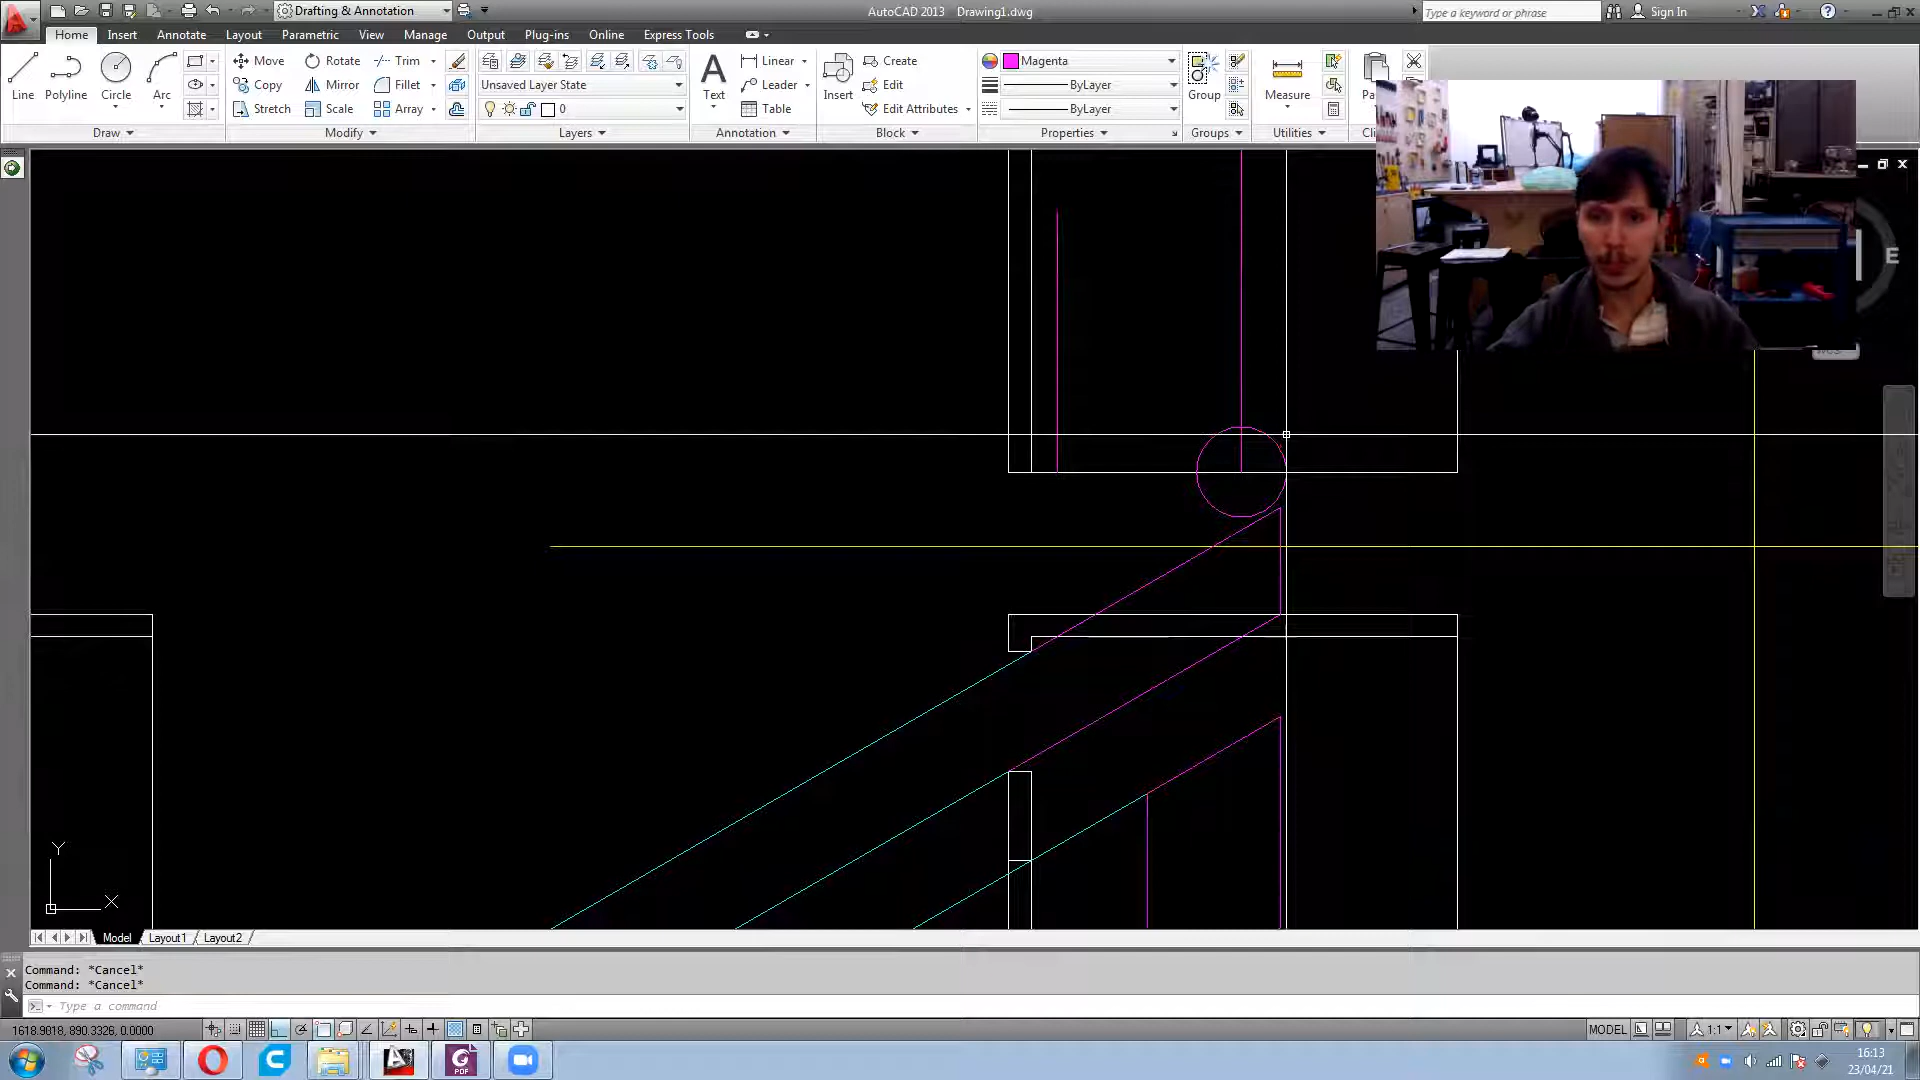 Drafting & Annotation
AutoCAD 2013 Drawing1.dwg
Type a keyword or phrase
Sign In
Home Insert Annotate Layout Parametric View Manage Output Plug-ins Online Express Tools
Line Polyline Circle Arc
Move Rotate Trim
Copy Mirror Fillet
Stretch Scale Array
Unsaved Layer State
0
Text
Linear
Leader
Table
Insert
Create
Edit
Edit Attributes
Magenta
ByLayer
ByLayer
Group
Measure
Draw Modify Layers Annotation Block Properties Groups Utilities
E
Y
X
Model Layout1 Layout2
Command: *Cancel*
Command: *Cancel*
Type a command
1618.9818, 890.3326, 0.0000
MODEL
1:1
PDF
16:13
23/04/21